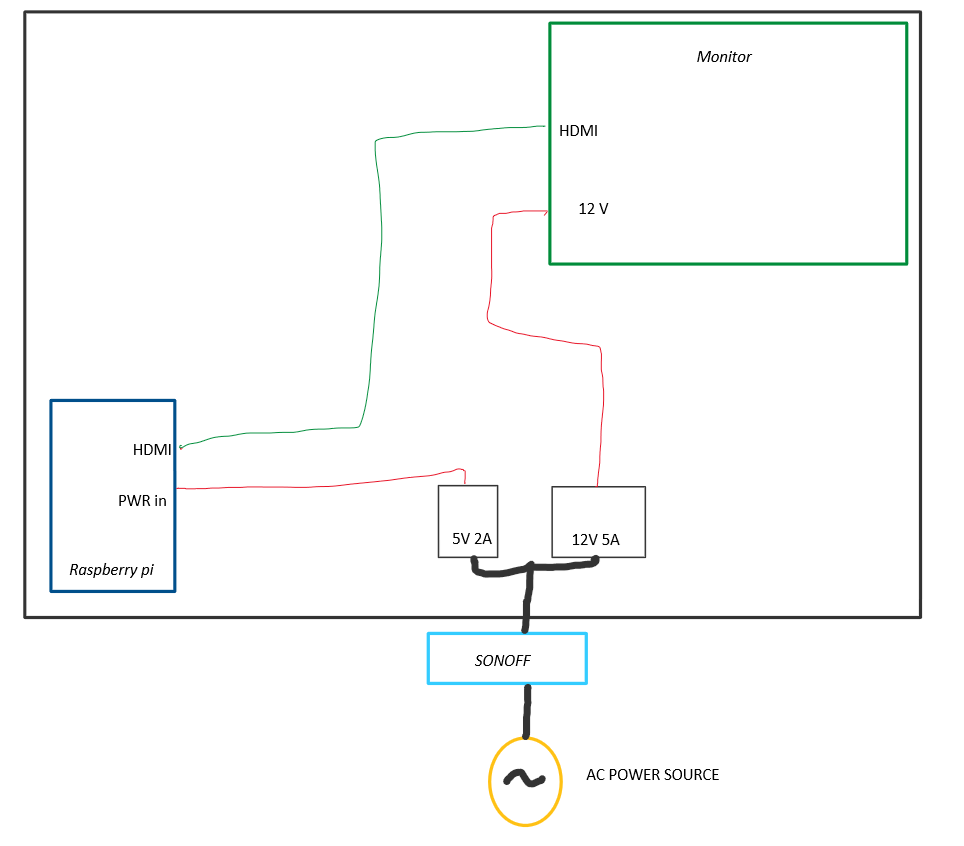 Monitor
HDMI
12 V
HDMI
PWR in
Raspberry pi
5V 2A
12V 5A
SONOFF
AC POWER SOURCE